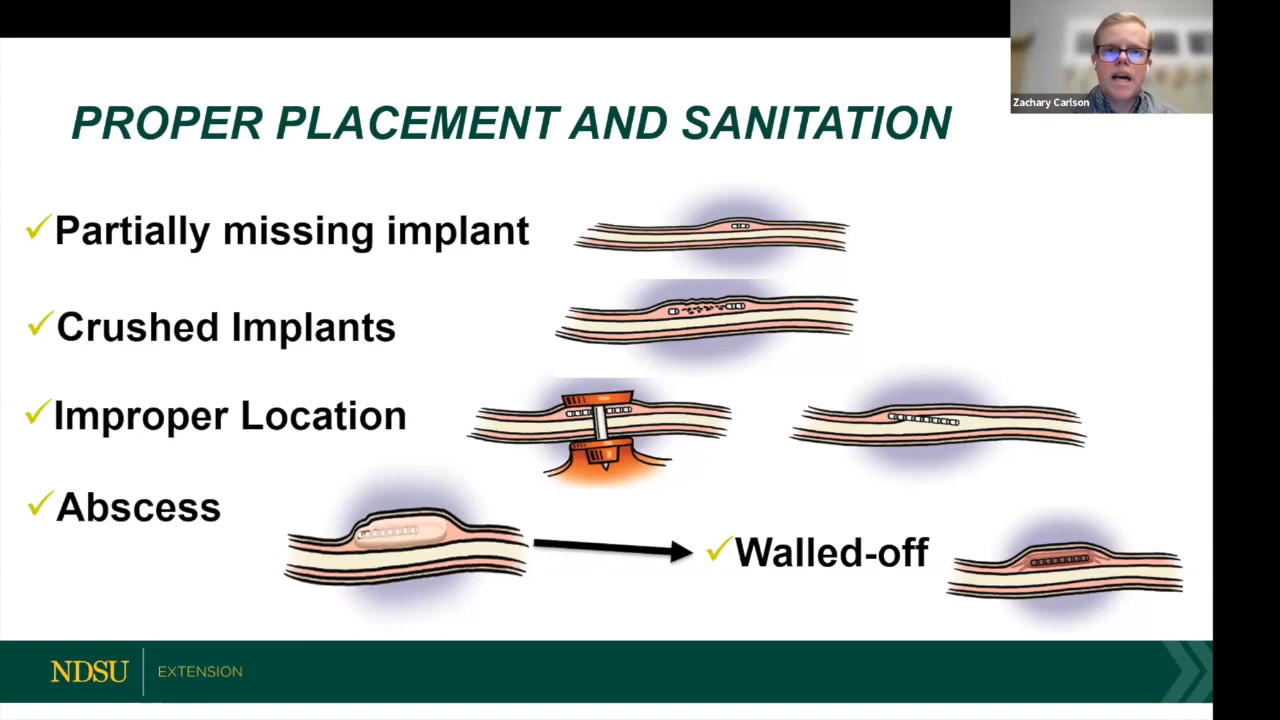 Zachary Carlson
PROPER PLACEMENT AND SANITATION
✓Partially missing implant
✓Crushed Implants
✓Improper Location
✓Abscess
✓Walled-off
NDSU
EXTENSION